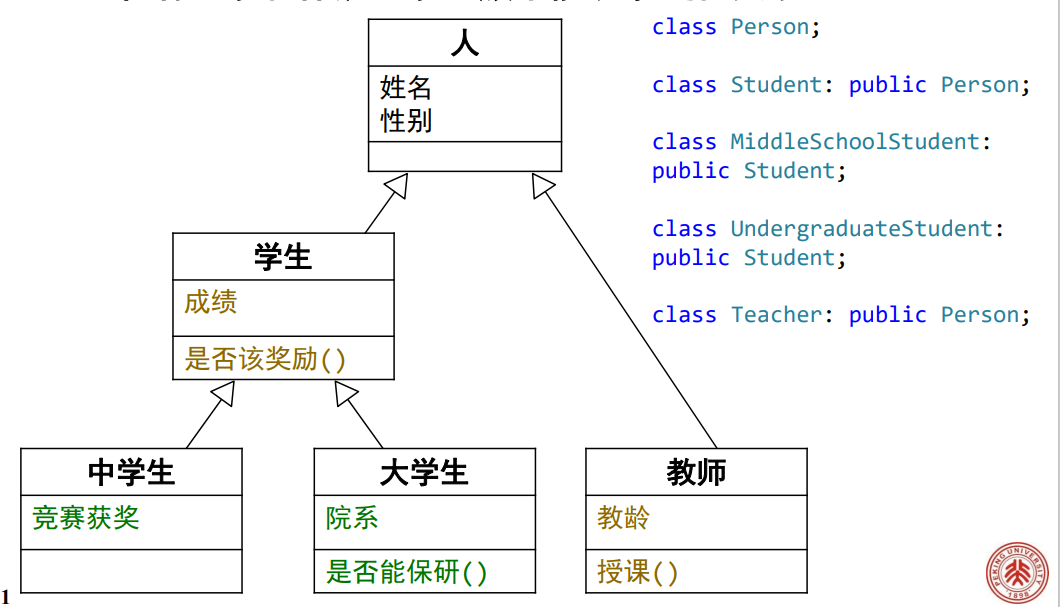 人
姓名
性别
学生
成绩
是否该奖励()
中学生
竞赛获奖
大学生
院系
是否能保研()
教师
教龄
授课()
class Person;
class Student: public Person;
class MiddleSchoolStudent:
public Student;
class UndergraduateStudent:
public Student;
class Teacher: public Person;
PEKING UNIVERSITY
1898
1